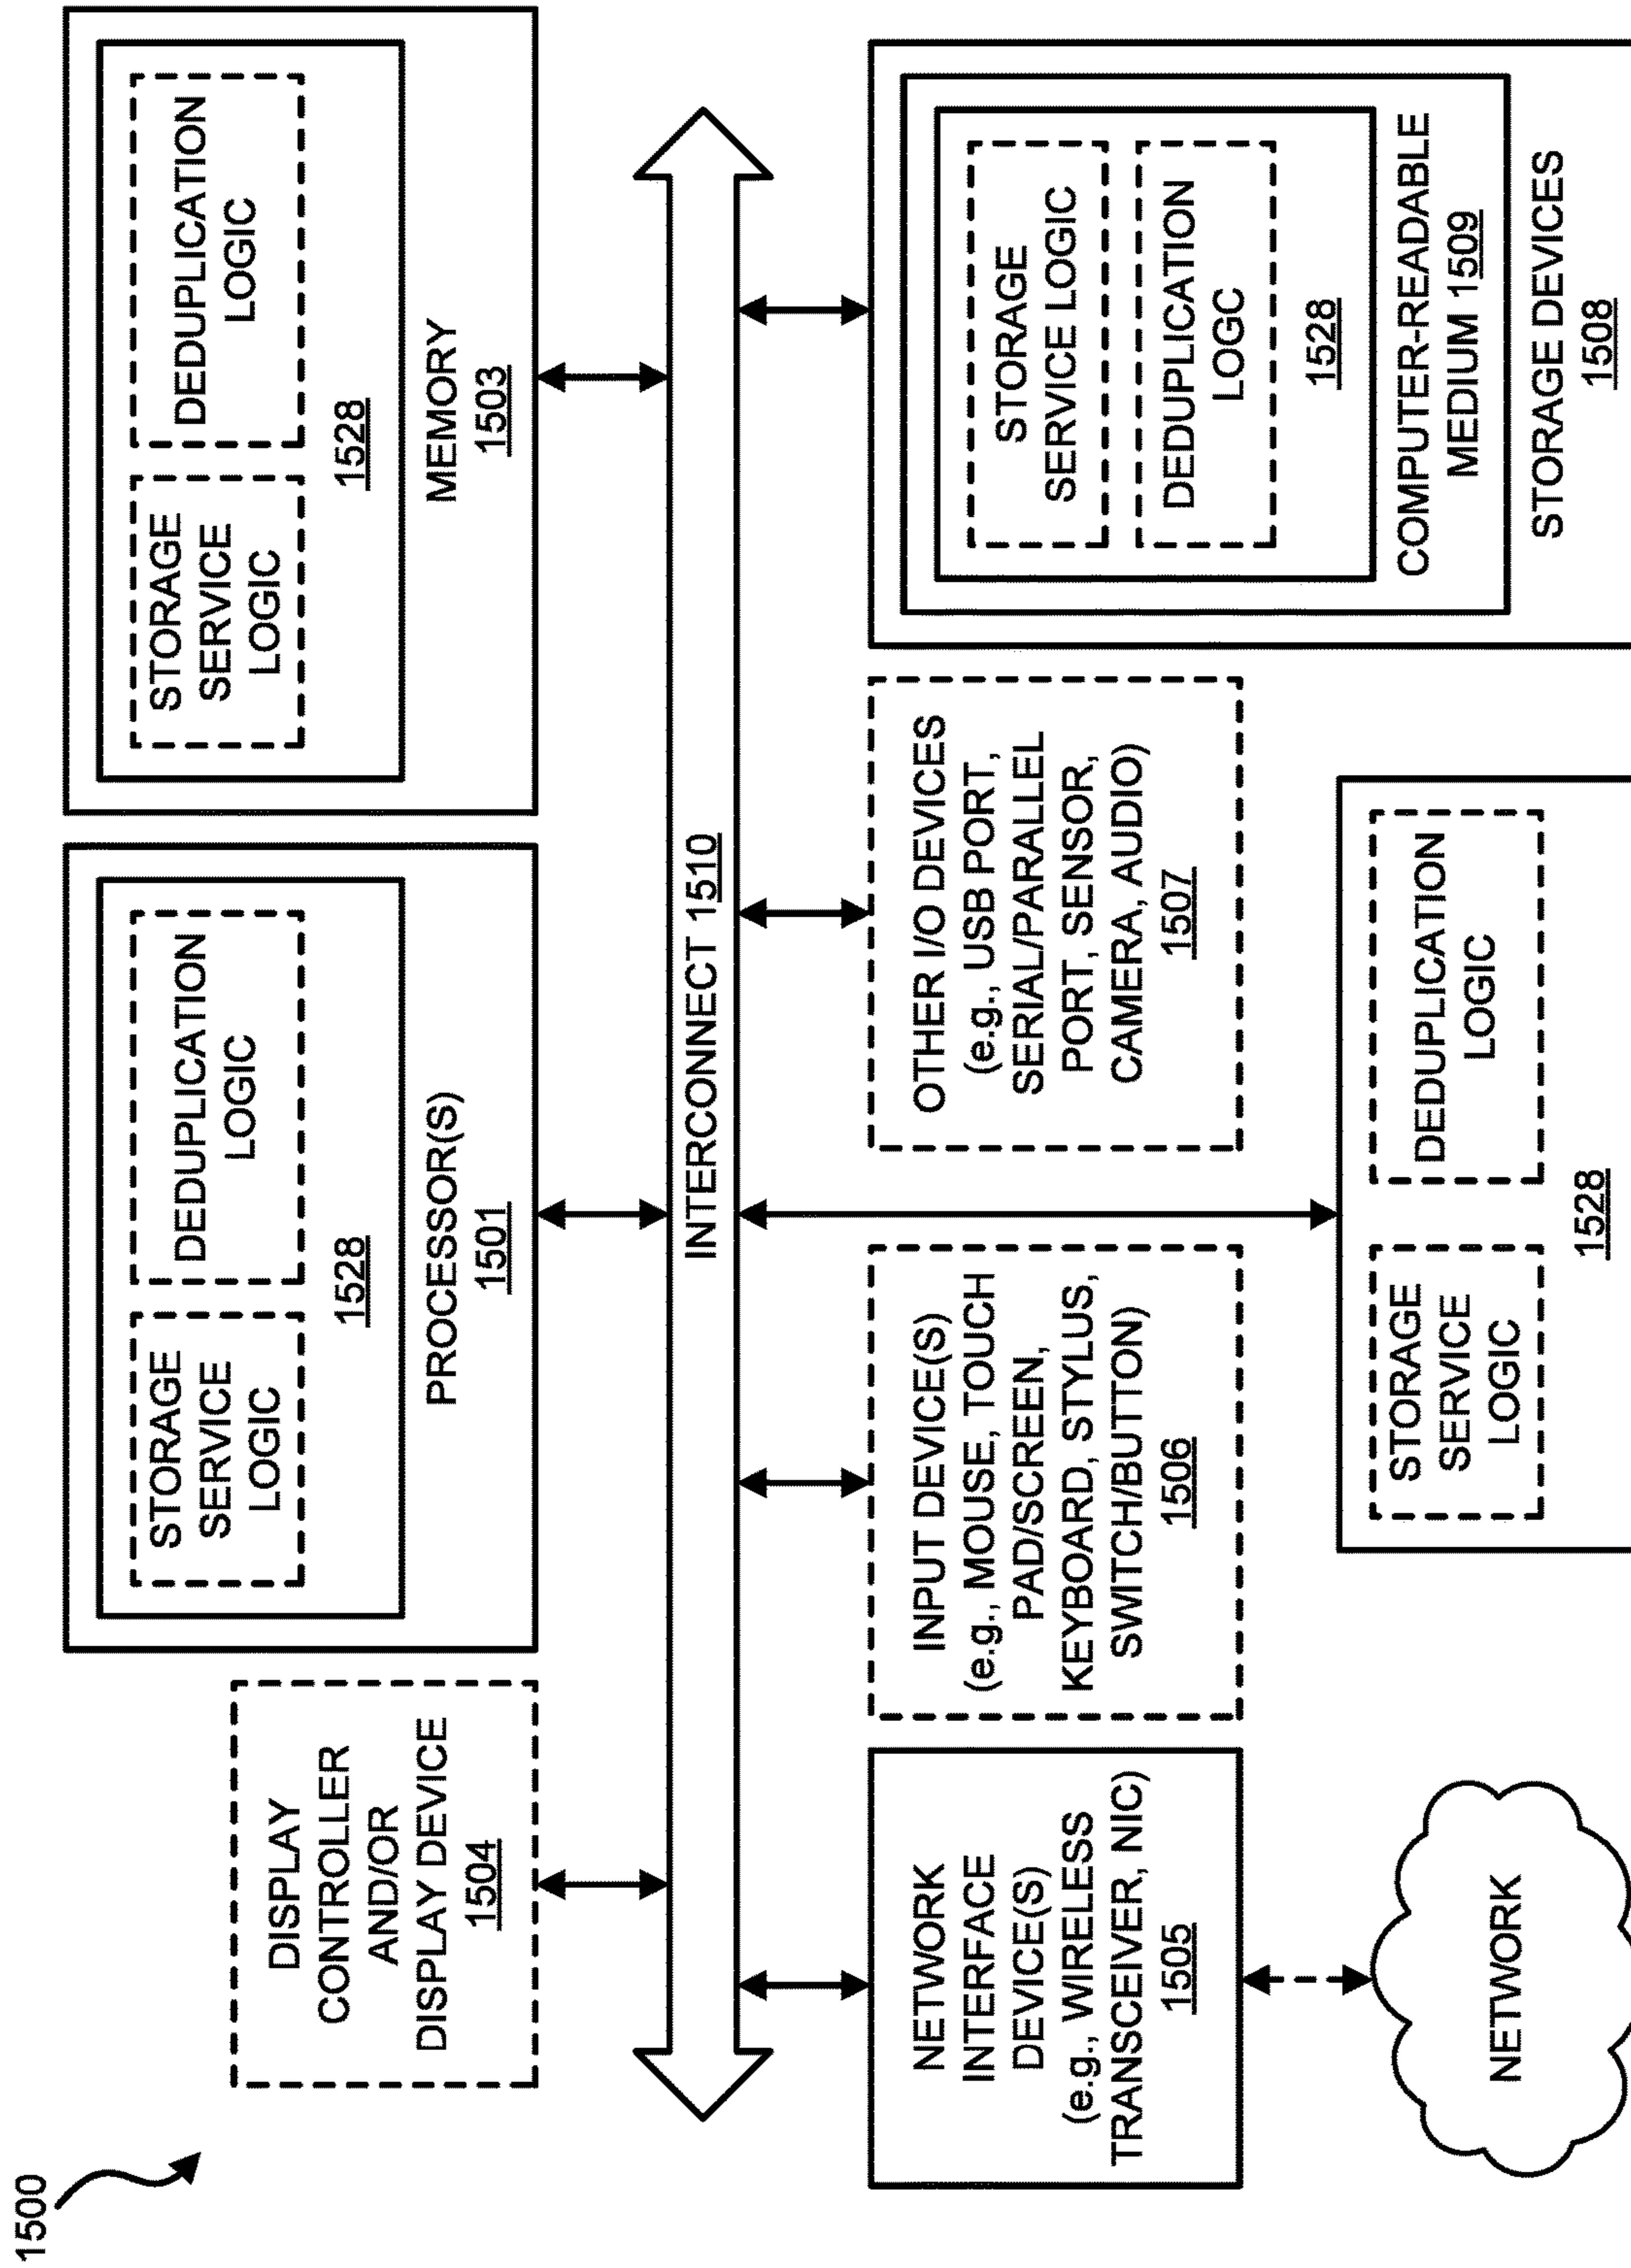 1500
DISPLAY
CONTROLLER
AND/OR
DISPLAY DEVICE
1504
STORAGE
SERVICE
LOGIC
DEDUPLICATION
LOGIC
1528
PROCESSOR(S)
1501
STORAGE
SERVICE
LOGIC
DEDUPLICATION
LOGIC
1528
MEMORY
1503
INTERCONNECT 1510
NETWORK
INTERFACE
DEVICE(S)
(e.g., WIRELESS
TRANSCEIVER, NIC)
1505
INPUT DEVICE(S)
(e.g., MOUSE, TOUCH
PAD/SCREEN,
KEYBOARD, STYLUS,
SWITCH/BUTTON)
1506
OTHER I/O DEVICES
(e.g., USB PORT,
SERIAL/PARALLEL
PORT, SENSOR,
CAMERA, AUDIO)
1507
STORAGE
SERVICE LOGIC
DEDUPLICATION
LOGC
1528
COMPUTER-READABLE
MEDIUM 1509
STORAGE DEVICES
1508
NETWORK
STORAGE
SERVICE
LOGIC
DEDUPLICATION
LOGIC
1528